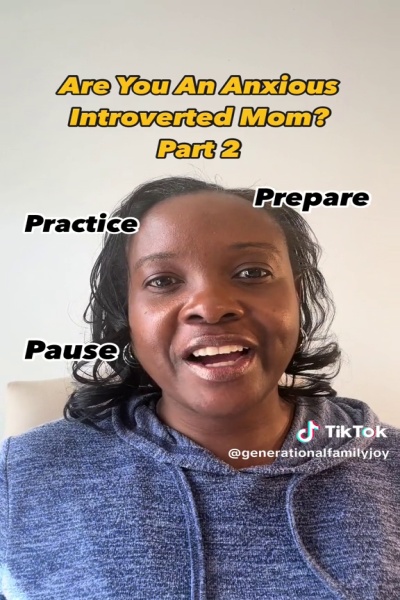 Are You An Anxious
Introverted Mom?
Part 2
Prepare
Practice
Pause
TikTok
@generationalfamilyjoy